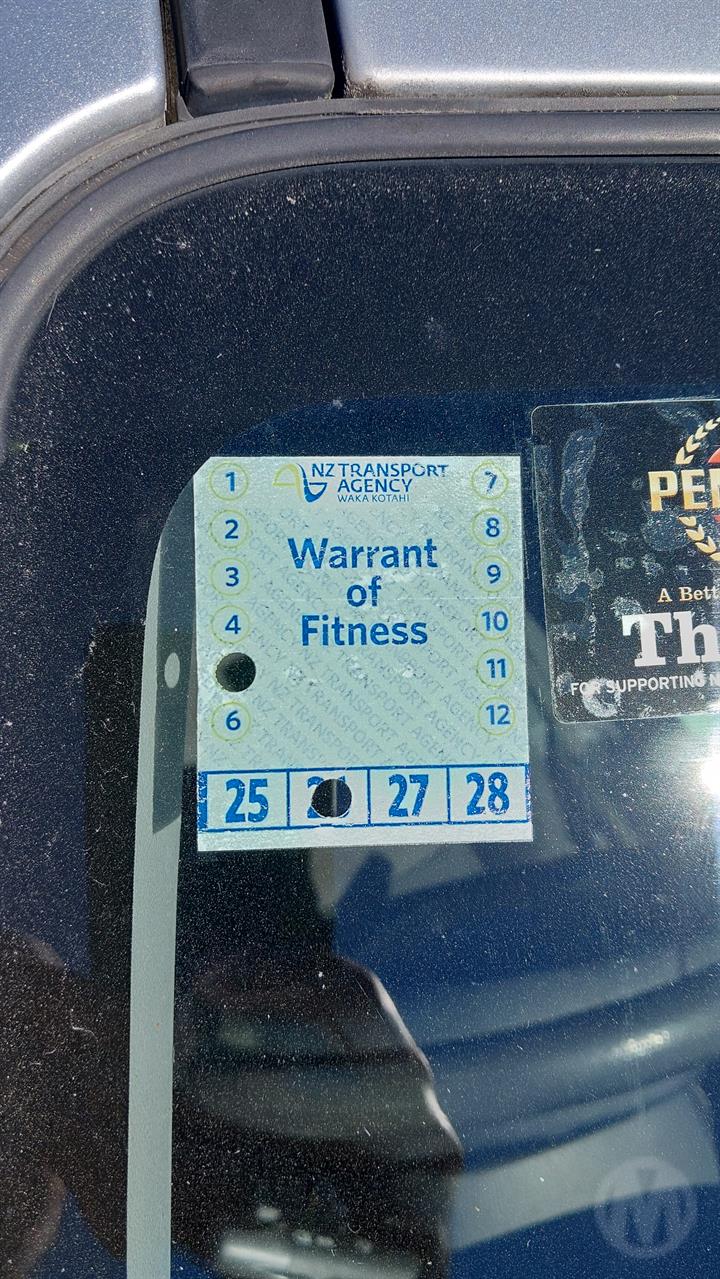 NZ TRANSPORT
AGENCY
WAKA KOTAHI
Warrant
of
Fitness
1
2
3
4
6
7
8
9
10
11
12
25 27 28
PE
A Bett
Th
FOR SUPPORTING N
M